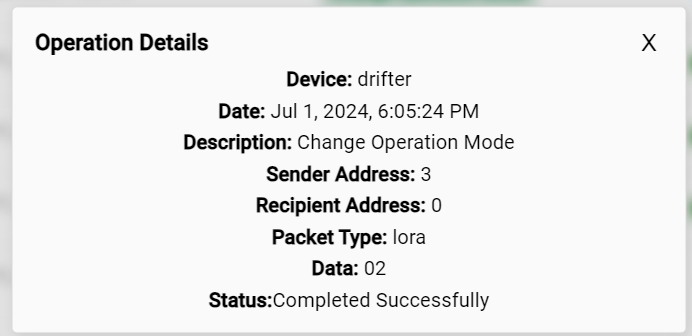 Operation Details X
Device: drifter
Date: Jul 1, 2024, 6:05:24 PM
Description: Change Operation Mode
Sender Address: 3
Recipient Address: 0
Packet Type: lora
Data: 02
Status:Completed Successfully